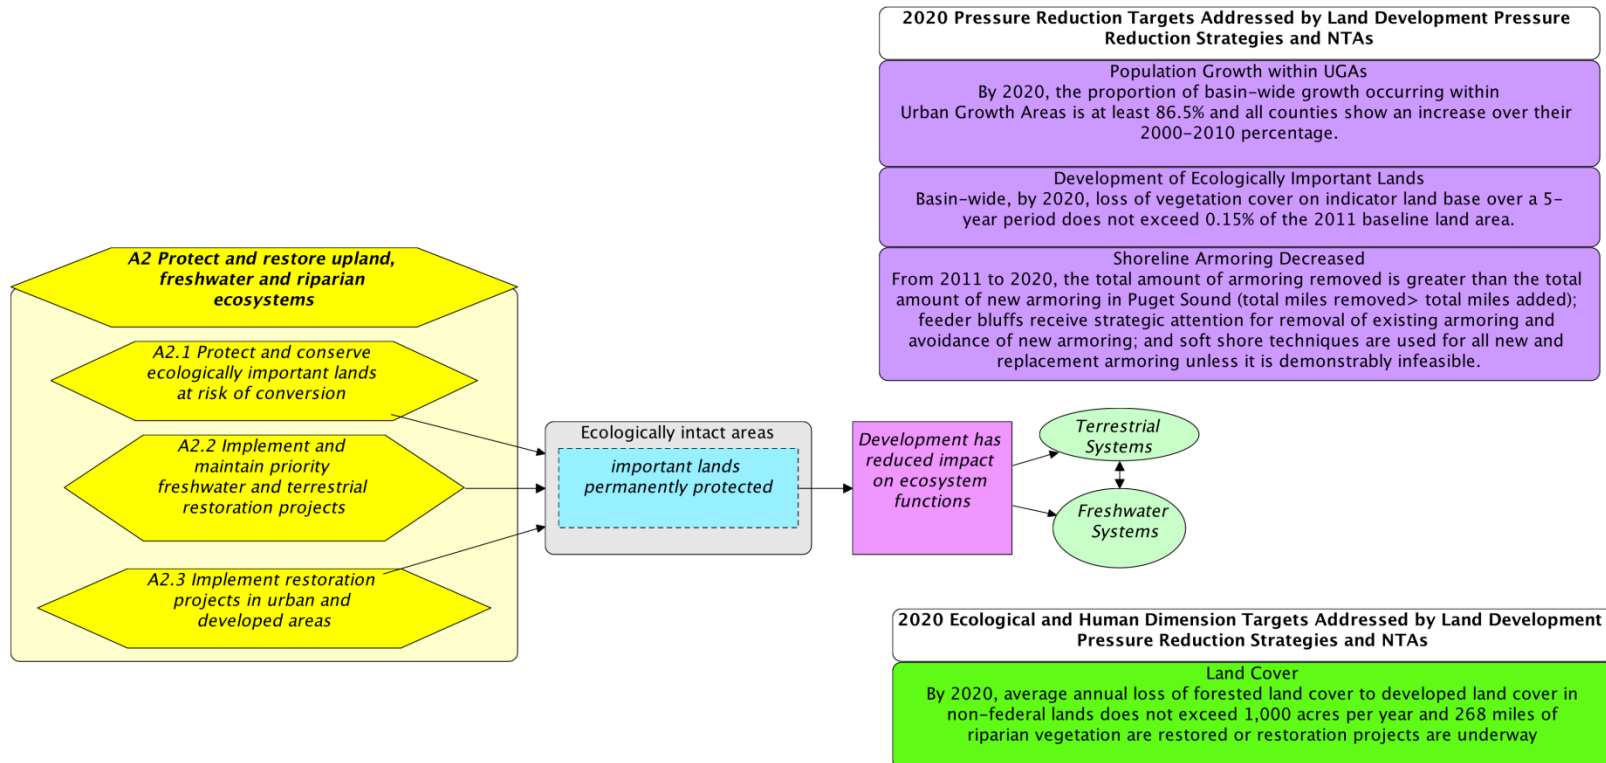 2020 Pressure Reduction Targets Addressed by Land Development Pressure
Reduction Strategies and NTAs
Population Growth within UGAs
By 2020, the proportion of basin-wide growth occurring within
Urban Growth Areas is at least 86.5% and all counties show an increase over their
2000-2010 percentage.
Development of Ecologically Important Lands
Basin-wide, by 2020, loss of vegetation cover on indicator land base over a 5-
year period does not exceed 0.15% of the 2011 baseline land area.
Shoreline Armoring Decreased
From 2011 to 2020, the total amount of armoring removed is greater than the total
amount of new armoring in Puget Sound (total miles removed> total miles added);
feeder bluffs receive strategic attention for removal of existing armoring and
avoidance of new armoring; and soft shore techniques are used for all new and
replacement armoring unless it is demonstrably infeasible.
A2 Protect and restore upland,
freshwater and riparian
ecosystems
A2.1 Protect and conserve
ecologically important lands
at risk of conversion
A2.2 Implement and
maintain priority
freshwater and terrestrial
restoration projects
A2.3 Implement restoration
projects in urban and
developed areas
Ecologically intact areas
important lands
permanently protected
Development has
reduced impact
on ecosystem
functions
Terrestrial
Systems
Freshwater
Systems
2020 Ecological and Human Dimension Targets Addressed by Land Development
Pressure Reduction Strategies and NTAs
Land Cover
By 2020, average annual loss of forested land cover to developed land cover in
non-federal lands does not exceed 1,000 acres per year and 268 miles of
riparian vegetation are restored or restoration projects are underway